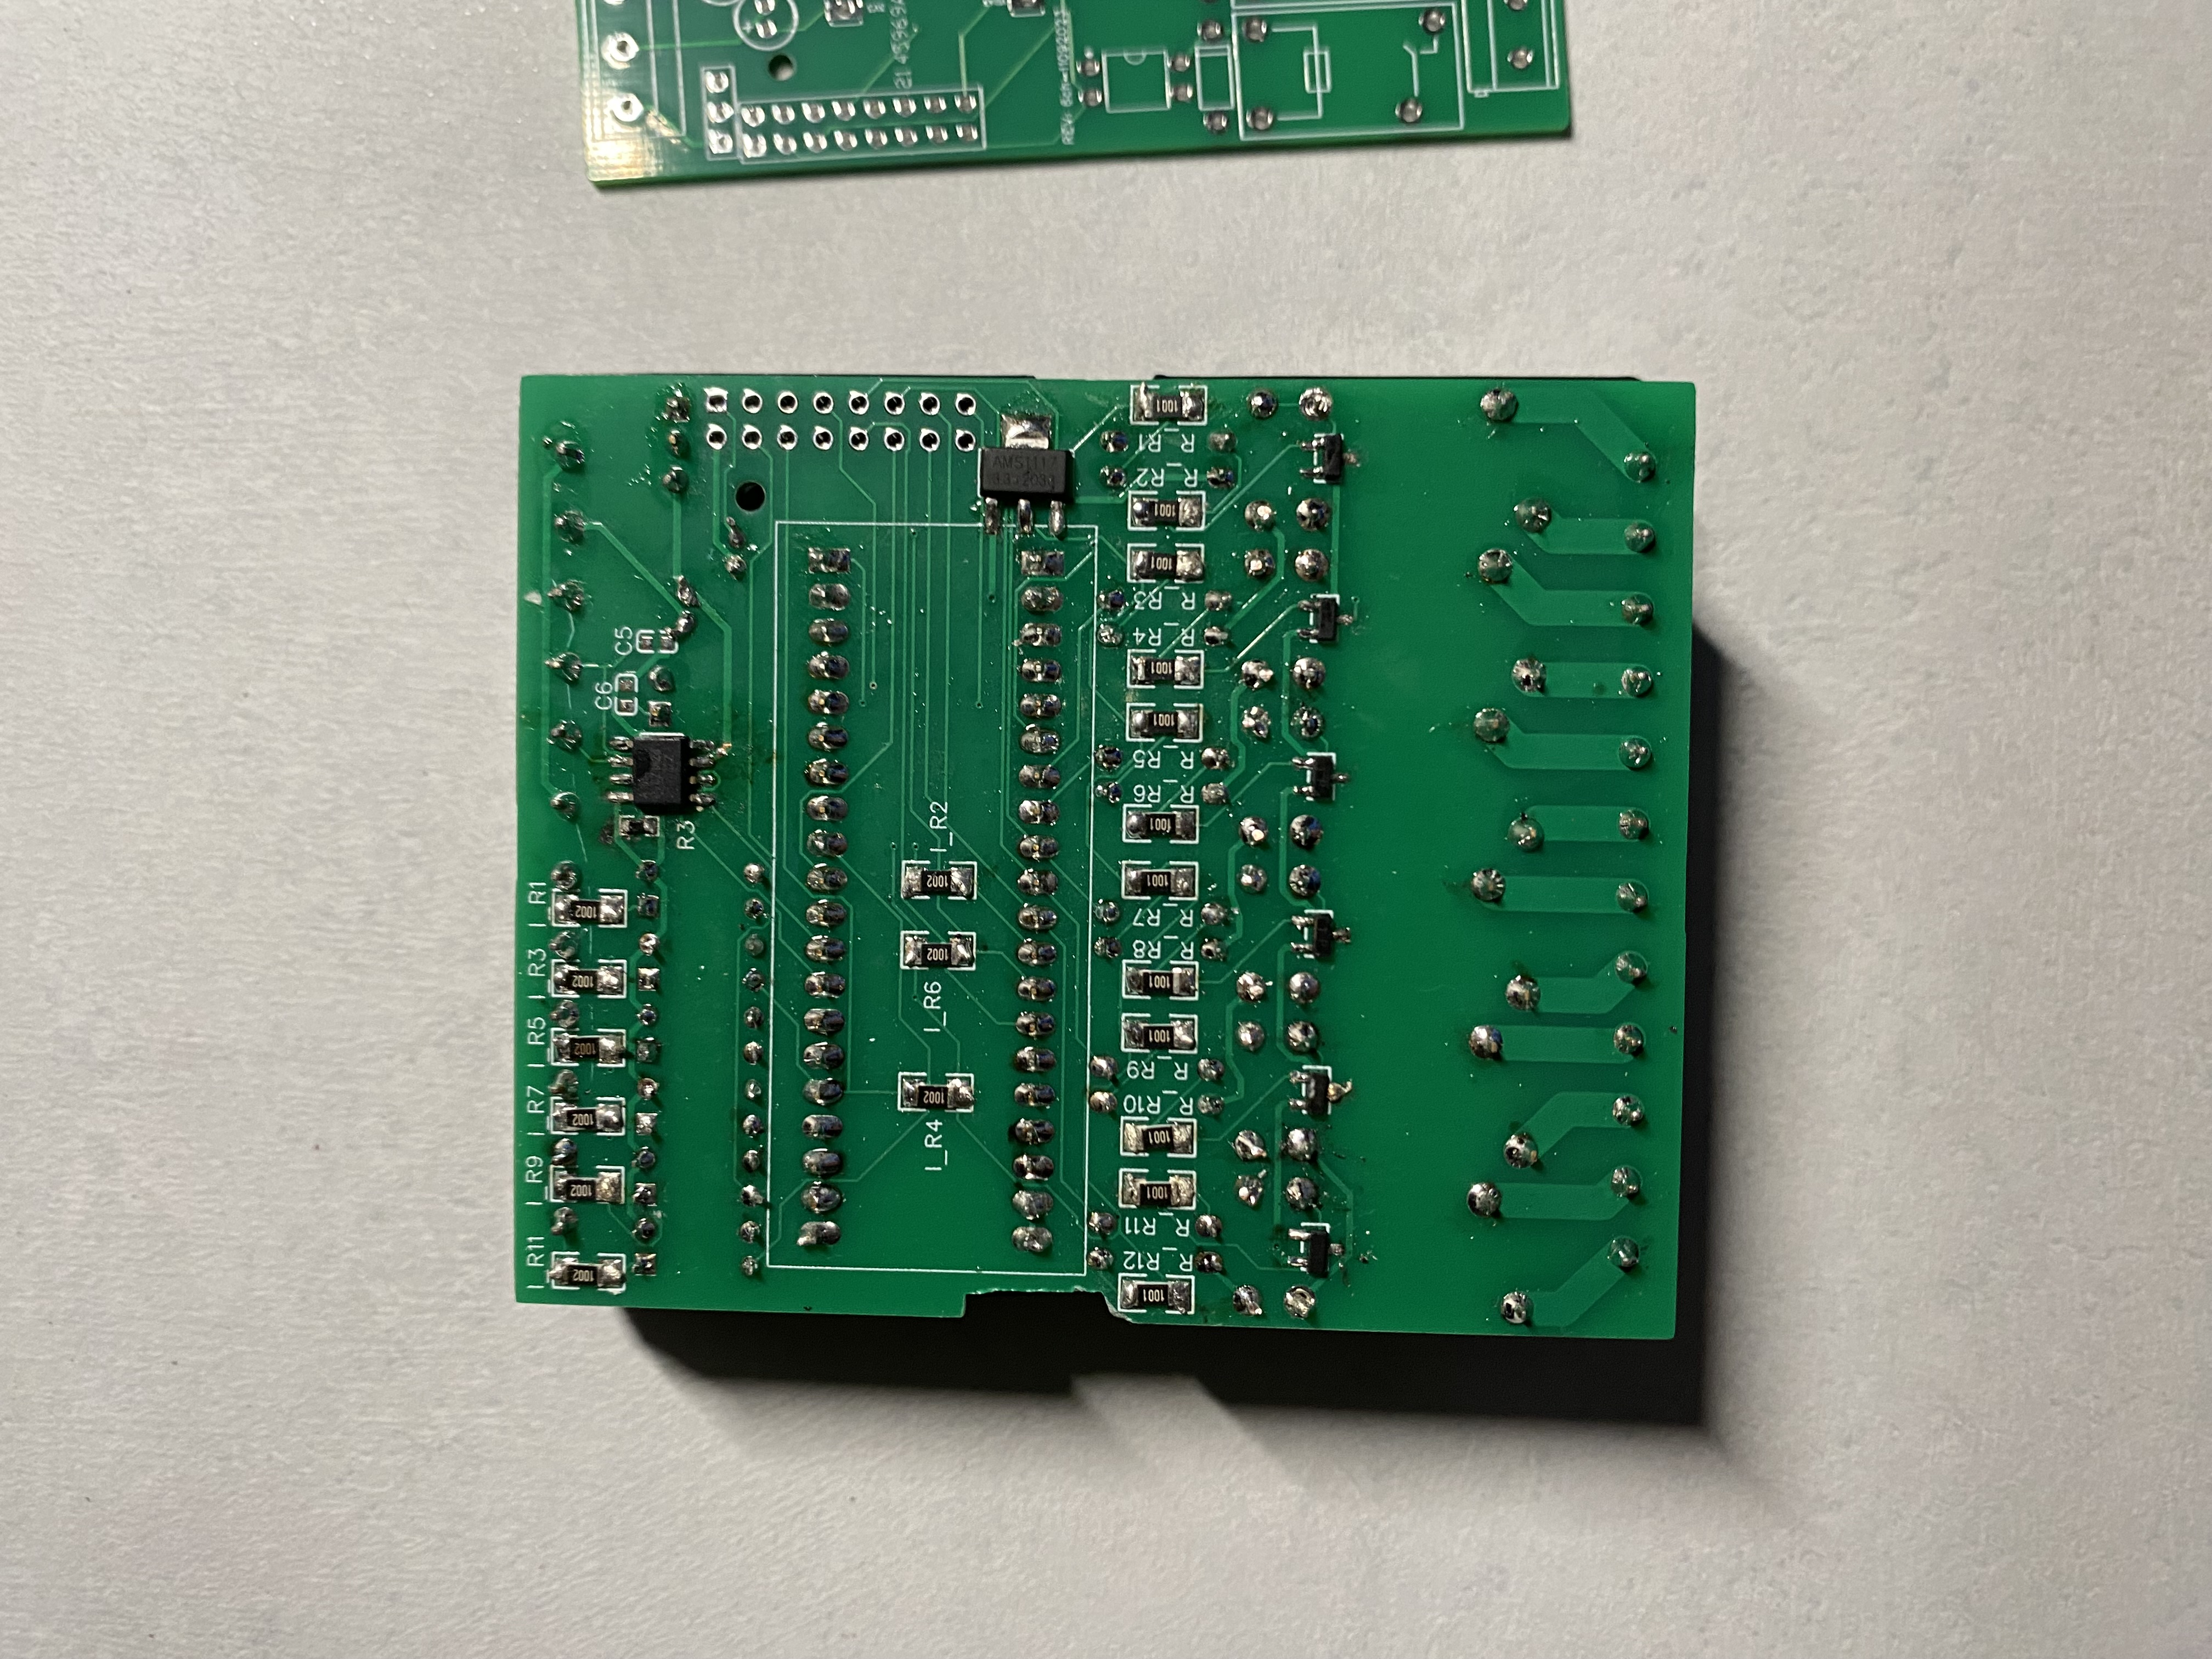 I_R11 I_R9 I_R7 I_R5 I_R3 I_R1
1002 1002 1002 1002 1002 1002
C6
C5
R3
I_R4 1002 I_R6 1002 1002 I_R2
AMS1117
R_R12 R_R11 R_R10 R_R9 R_R8 R_R7 R_R6 R_R5 R_R4 R_R3 R_R2 R_R1
1001 1001 1001 1001 1001 1001 1001 1001 1001 1001 1001 1001
REV: 6ch-11092023